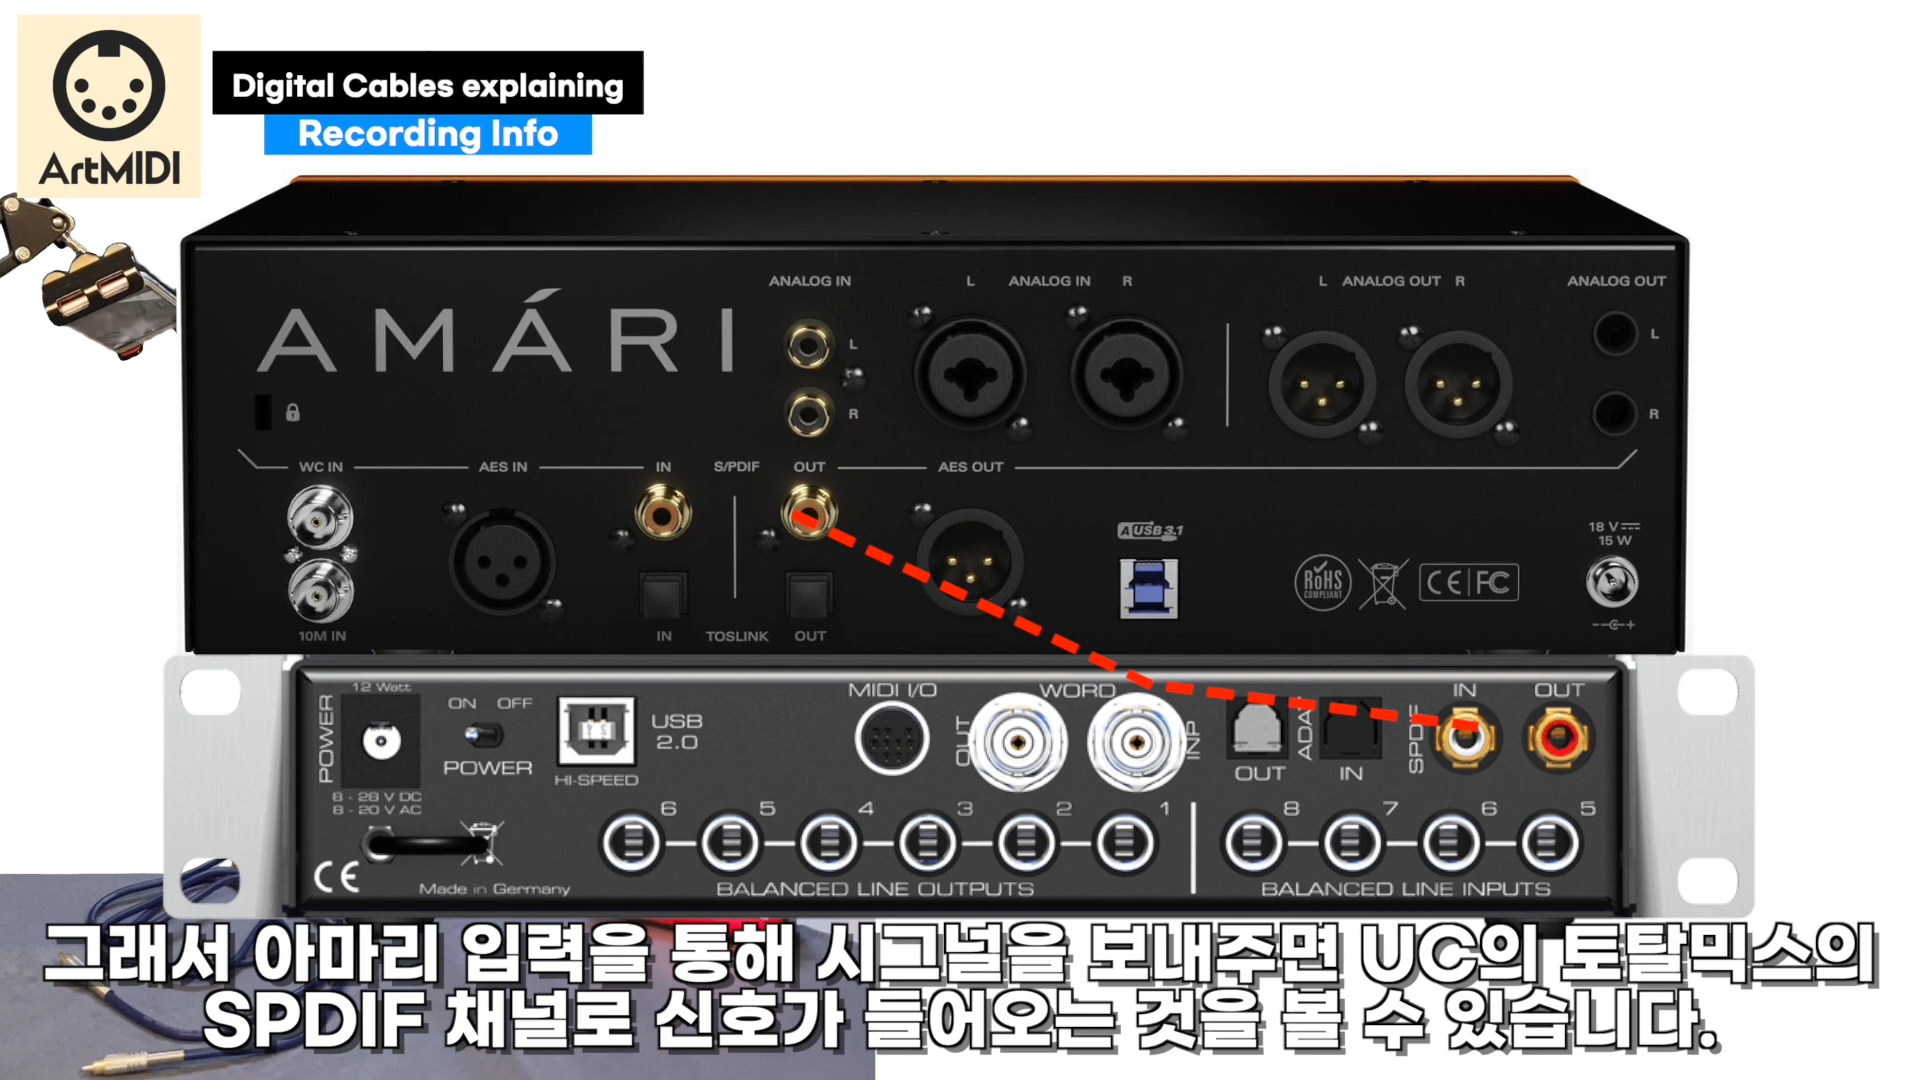 ArtMIDI
Digital Cables explaining
Recording Info
ANALOG IN
L ANALOG IN R
L ANALOG OUT R
ANALOG OUT
AMÁRI
L
R
L
R
WC IN
AES IN
IN S/PDIF OUT
AES OUT
USB 3.1
18 V
15 W
RoHS
COMPLIANT
CE FC
10M IN
IN TOSLINK OUT
12 Watt
POWER
ON OFF
POWER
USB
2.0
HI-SPEED
MIDI I/O
WORD
OUT
INP
ADAT
OUT
IN
SPDIF
IN
OUT
8 - 28 V DC
8 - 20 V AC
6 5 4 3 2 1
8 7 6 5
CE
Made in Germany
BALANCED LINE OUTPUTS
BALANCED LINE INPUTS
그래서 아마리 입력을 통해 시그널을 보내주면 UC의 토탈믹스의
SPDIF 채널로 신호가 들어오는 것을 볼 수 있습니다.